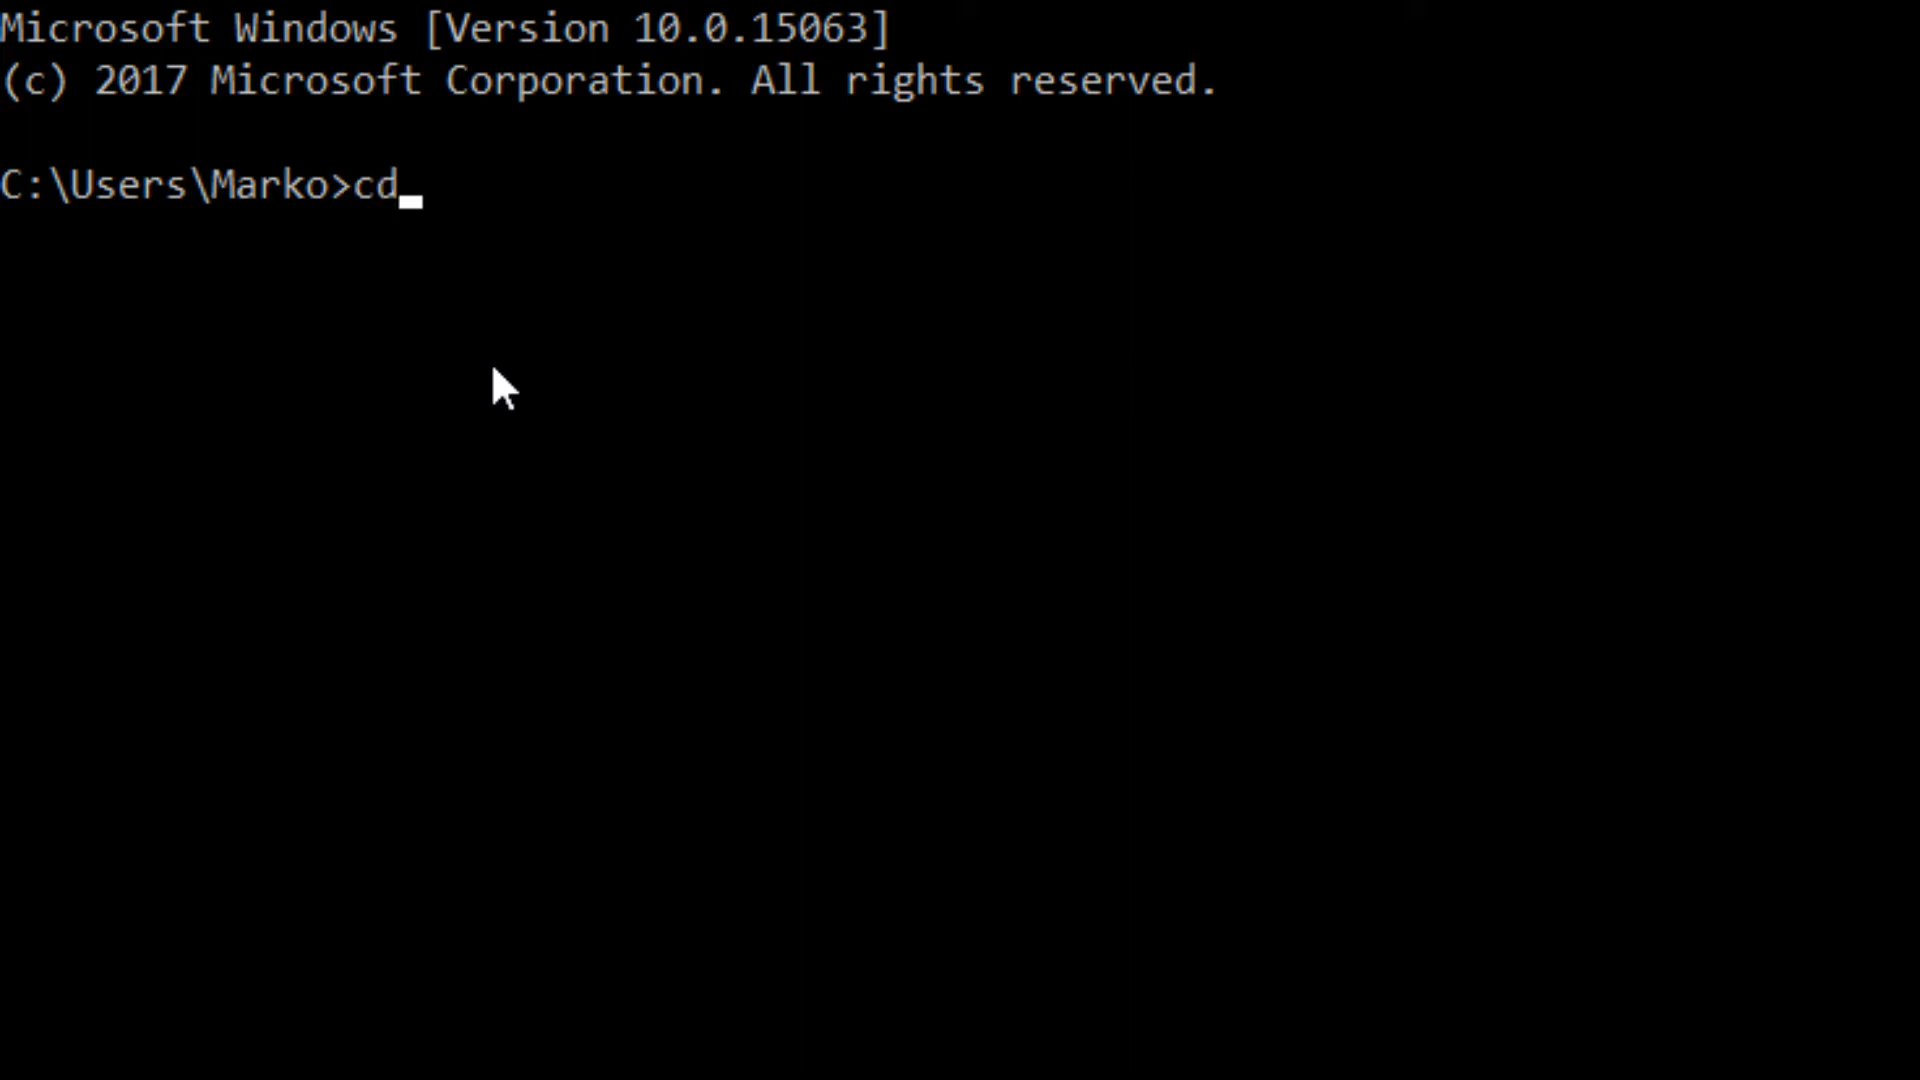 Microsoft Windows [Version 10.0.15063]
(c) 2017 Microsoft Corporation. All rights reserved.
C:\Users\Marko>cd